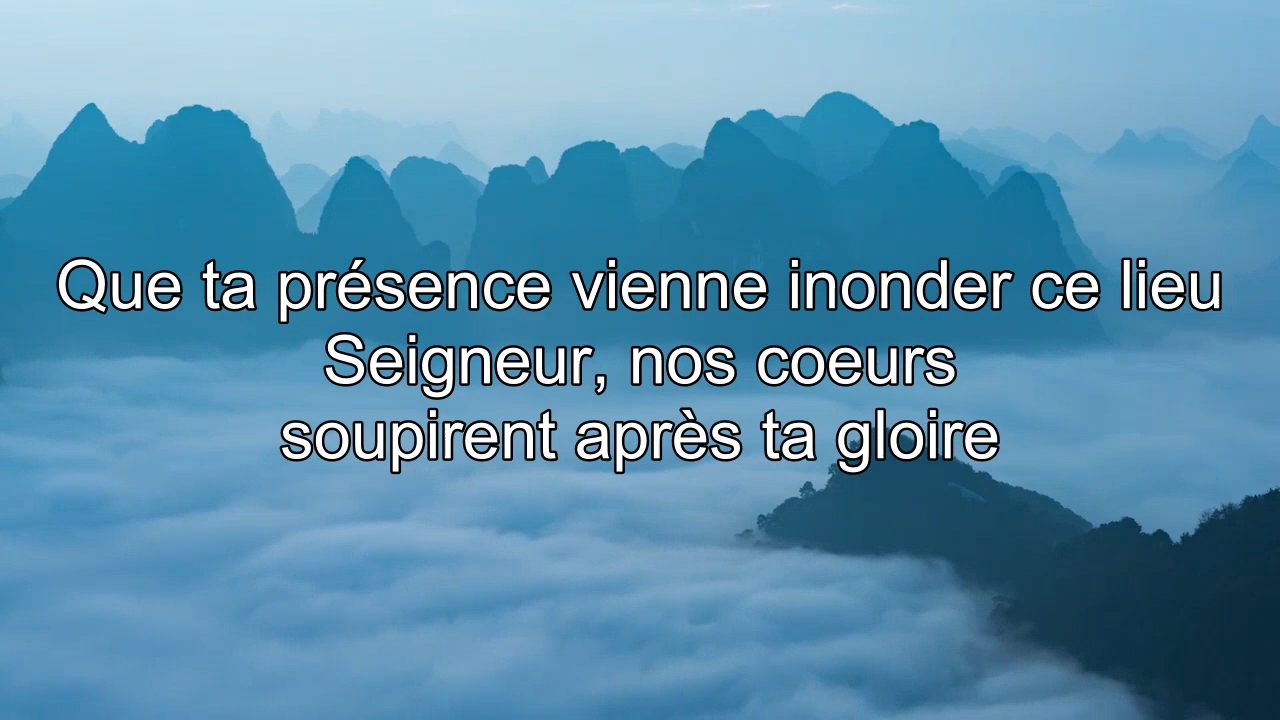 Que ta présence vienne inonder ce lieu
Seigneur, nos coeurs
soupirent après ta gloire